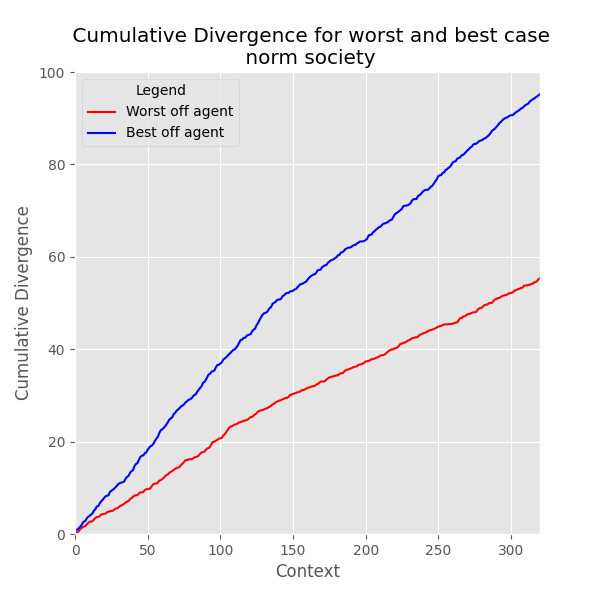 Cumulative Divergence for worst and best case
norm society
Legend
Worst off agent
Best off agent
Cumulative Divergence
100
80
60
40
20
0
0 50 100 150 200 250 300
Context